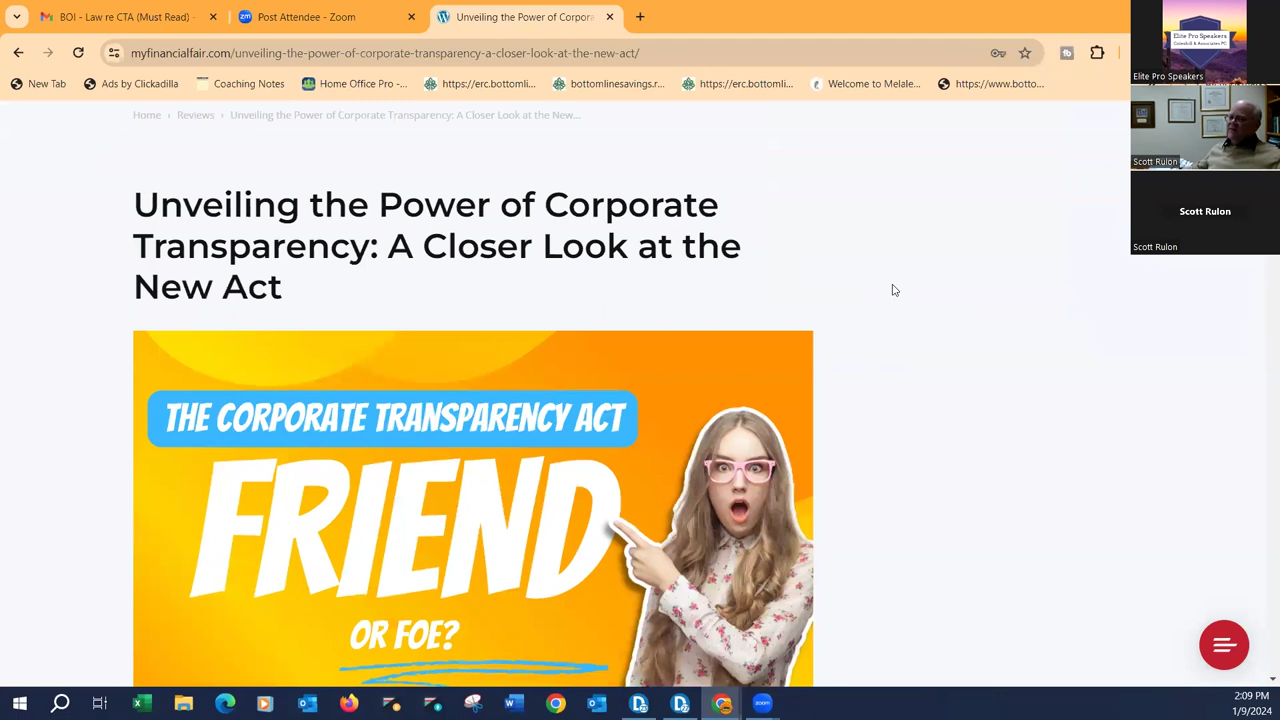 BOI - Law re CTA (Must Read) -
Post Attendee - Zoom
Unveiling the Power of Corpora
myfinancialfair.com/unveiling-the-power-of-corporate-transparency-a-closer-look-at-the-new-act/
New Tab
Ads by Clickadilla
Coaching Notes
Home Office Pro -...
https://erc.bottomli...
bottomlinesavings.r...
https://erc.bottomli...
Welcome to Melale...
https://www.botto...
Elite Pro Speakers
Elite Pro Speakers
Scott Rulon
Scott Rulon
Scott Rulon
Home › Reviews › Unveiling the Power of Corporate Transparency: A Closer Look at the New...
Unveiling the Power of Corporate
Transparency: A Closer Look at the
New Act
THE CORPORATE TRANSPARENCY ACT
FRIEND
OR FOE?
2:09 PM
1/9/2024